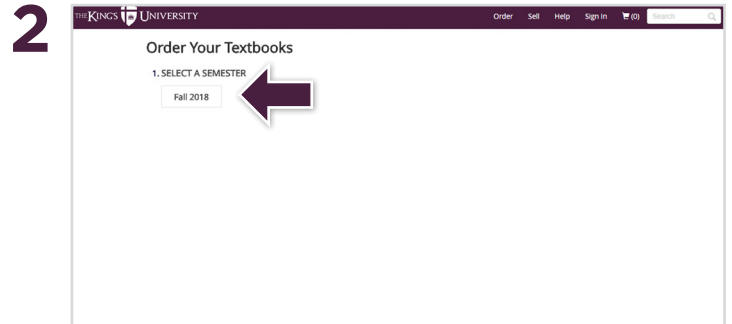 2
THE KING'S UNIVERSITY
Order Sell Help Sign In (0) Search
Order Your Textbooks
1. SELECT A SEMESTER
Fall 2018